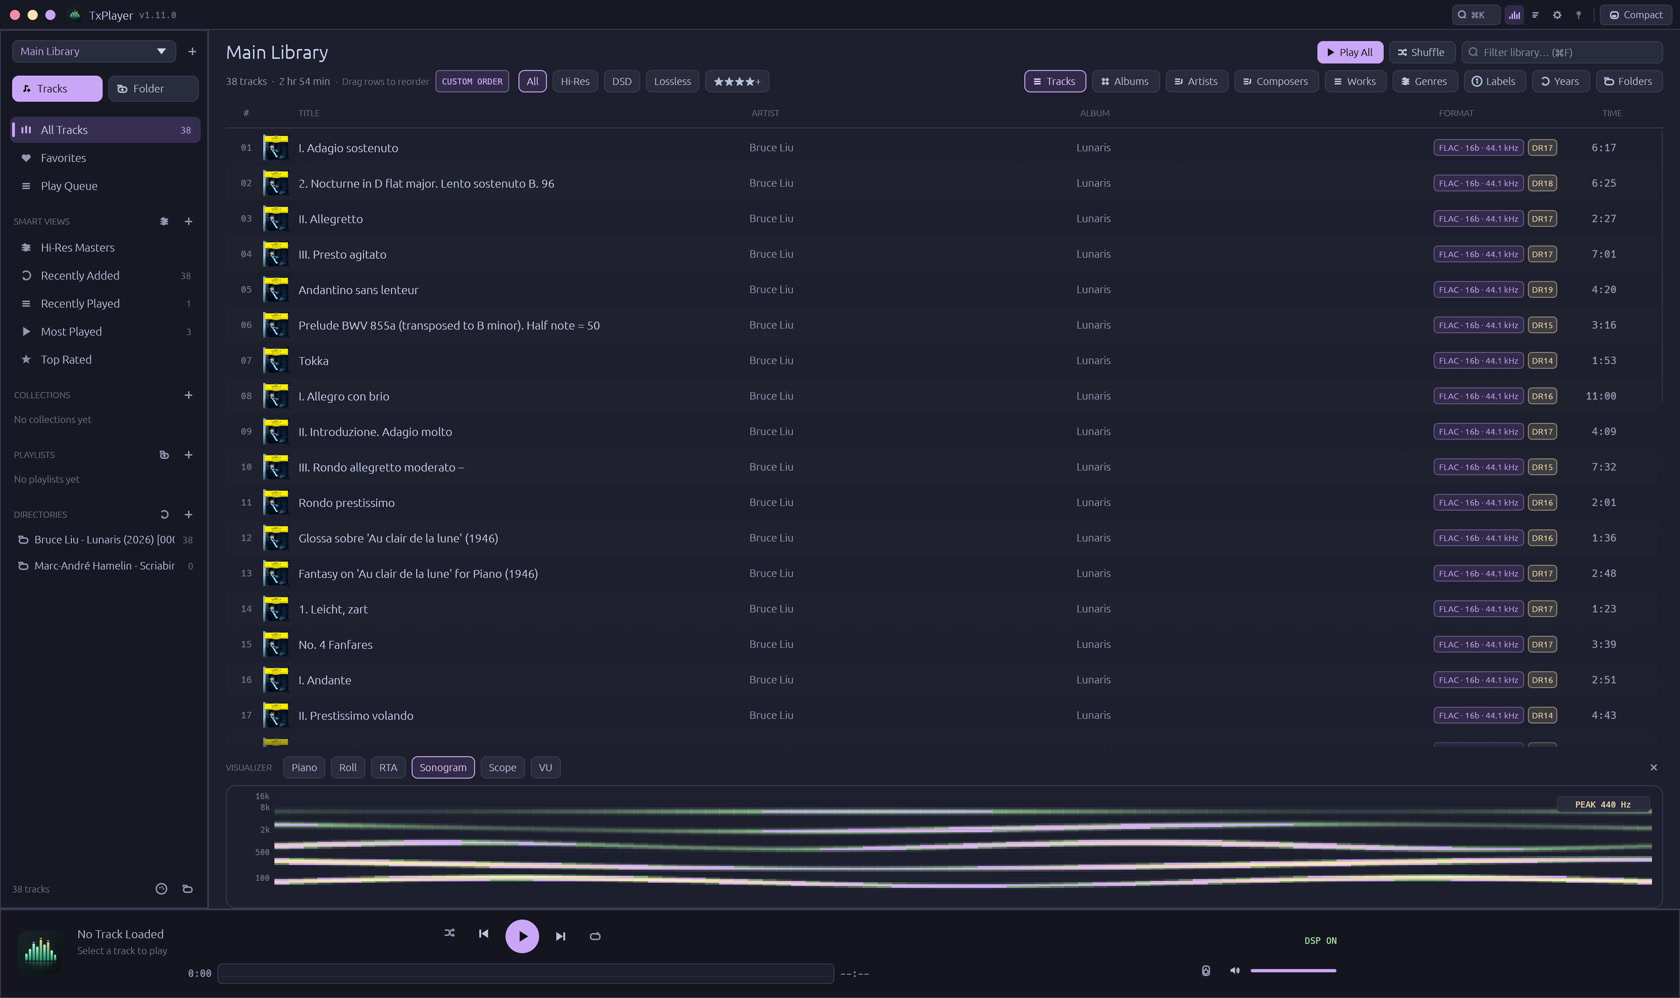 TxPlayer v1.11.0
⌘K
Compact
Main Library
Tracks
Folder
All Tracks 38
Favorites
Play Queue
SMART VIEWS
Hi-Res Masters
Recently Added 38
Recently Played 1
Most Played 3
Top Rated
COLLECTIONS
No collections yet
PLAYLISTS
No playlists yet
DIRECTORIES
Bruce Liu - Lunaris (2026) [00( 38
Marc-André Hamelin - Scriabir 0
38 tracks
Main Library
Play All
Shuffle
Filter library... (⌘F)
38 tracks · 2 hr 54 min · Drag rows to reorder CUSTOM ORDER All Hi-Res DSD Lossless ★★★★+
Tracks Albums Artists Composers Works Genres Labels Years Folders
# TITLE ARTIST ALBUM FORMAT TIME
01 I. Adagio sostenuto Bruce Liu Lunaris FLAC · 16b · 44.1 kHz DR17 6:17
02 2. Nocturne in D flat major. Lento sostenuto B. 96 Bruce Liu Lunaris FLAC · 16b · 44.1 kHz DR18 6:25
03 II. Allegretto Bruce Liu Lunaris FLAC · 16b · 44.1 kHz DR17 2:27
04 III. Presto agitato Bruce Liu Lunaris FLAC · 16b · 44.1 kHz DR17 7:01
05 Andantino sans lenteur Bruce Liu Lunaris FLAC · 16b · 44.1 kHz DR19 4:20
06 Prelude BWV 855a (transposed to B minor). Half note = 50 Bruce Liu Lunaris FLAC · 16b · 44.1 kHz DR15 3:16
07 Tokka Bruce Liu Lunaris FLAC · 16b · 44.1 kHz DR14 1:53
08 I. Allegro con brio Bruce Liu Lunaris FLAC · 16b · 44.1 kHz DR16 11:00
09 II. Introduzione. Adagio molto Bruce Liu Lunaris FLAC · 16b · 44.1 kHz DR17 4:09
10 III. Rondo allegretto moderato – Bruce Liu Lunaris FLAC · 16b · 44.1 kHz DR15 7:32
11 Rondo prestissimo Bruce Liu Lunaris FLAC · 16b · 44.1 kHz DR16 2:01
12 Glossa sobre 'Au clair de la lune' (1946) Bruce Liu Lunaris FLAC · 16b · 44.1 kHz DR16 1:36
13 Fantasy on 'Au clair de la lune' for Piano (1946) Bruce Liu Lunaris FLAC · 16b · 44.1 kHz DR17 2:48
14 1. Leicht, zart Bruce Liu Lunaris FLAC · 16b · 44.1 kHz DR17 1:23
15 No. 4 Fanfares Bruce Liu Lunaris FLAC · 16b · 44.1 kHz DR17 3:39
16 I. Andante Bruce Liu Lunaris FLAC · 16b · 44.1 kHz DR16 2:51
17 II. Prestissimo volando Bruce Liu Lunaris FLAC · 16b · 44.1 kHz DR14 4:43
VISUALIZER Piano Roll RTA Sonogram Scope VU
16k
8k
2k
500
100
PEAK 440 Hz
No Track Loaded
Select a track to play
0:00
--:--
DSP ON